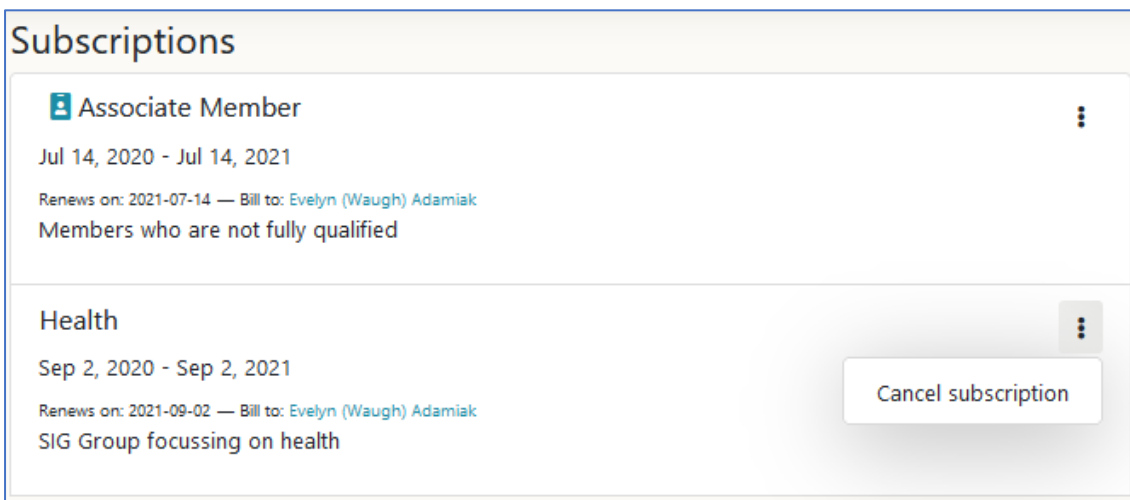 Subscriptions
Associate Member
Jul 14, 2020 - Jul 14, 2021
Renews on: 2021-07-14 — Bill to: Evelyn (Waugh) Adamiak
Members who are not fully qualified
Health
Sep 2, 2020 - Sep 2, 2021
Cancel subscription
Renews on: 2021-09-02 — Bill to: Evelyn (Waugh) Adamiak
SIG Group focussing on health